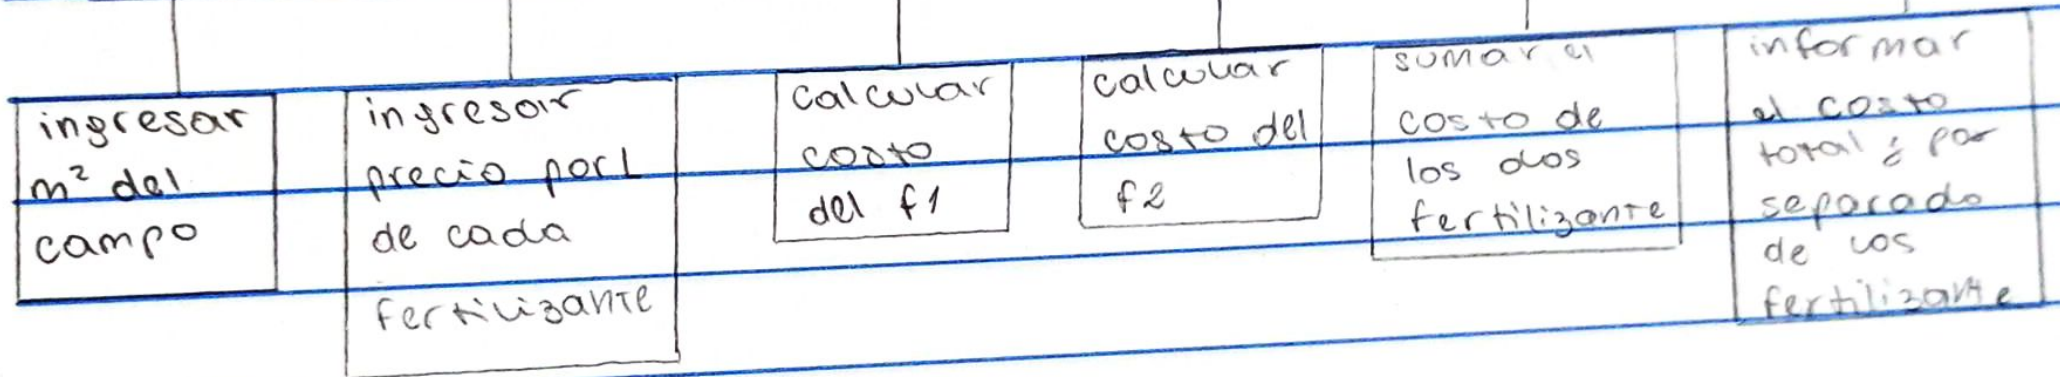 ingresar
m² del
campo
ingresar
precio por L
de cada
fertilizante
calcular
costo
del f1
calcular
costo del
f2
sumar el
costo de
los dos
fertilizante
informar
el costo
total y por
separado
de los
fertilizante